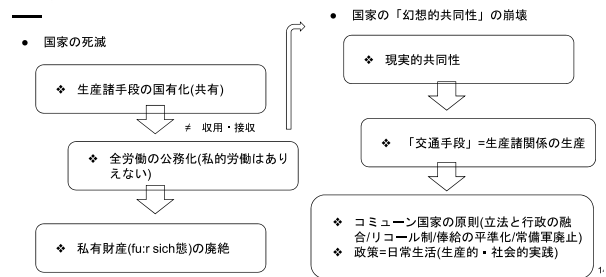 ● 国家の死滅
❖ 生産諸手段の国有化(共有)
≠ 収用・接収
❖ 全労働の公務化(私的労働はあり
えない)
❖ 私有財産(fu:r sich態)の廃絶
● 国家の「幻想的共同性」の崩壊
❖ 現実的共同性
❖ 「交通手段」=生産諸関係の生産
❖ コミューン国家の原則(立法と行政の融
合/リコール制/俸給の平準化/常備軍廃止)
❖ 政策=日常生活(生産的・社会的実践)